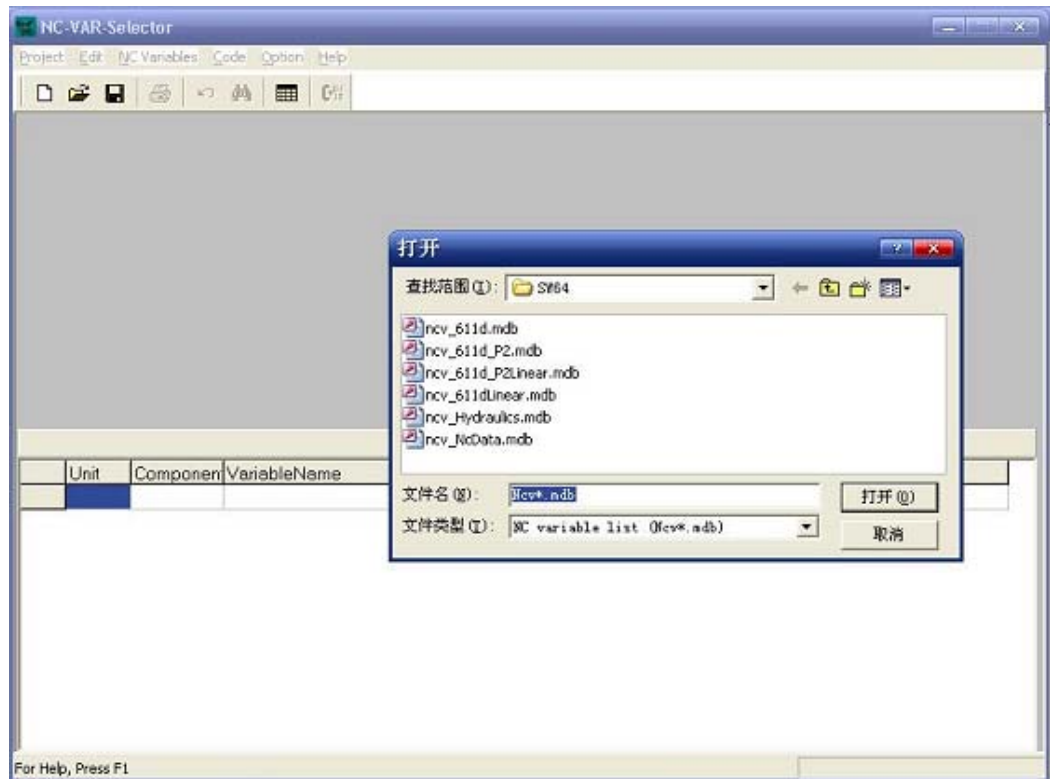 NC-VAR-Selector
Project Edit NC Variables Code Option Help
打开
查找范围(I): SW64
ncv_611d.mdb
ncv_611d_P2.mdb
ncv_611d_P2Linear.mdb
ncv_611dLinear.mdb
ncv_Hydraulics.mdb
ncv_NcData.mdb
Unit Componen VariableName
文件名(N): Ncv*.mdb 打开(O)
文件类型(T): NC variable list (Ncv*.mdb) 取消
For Help, Press F1